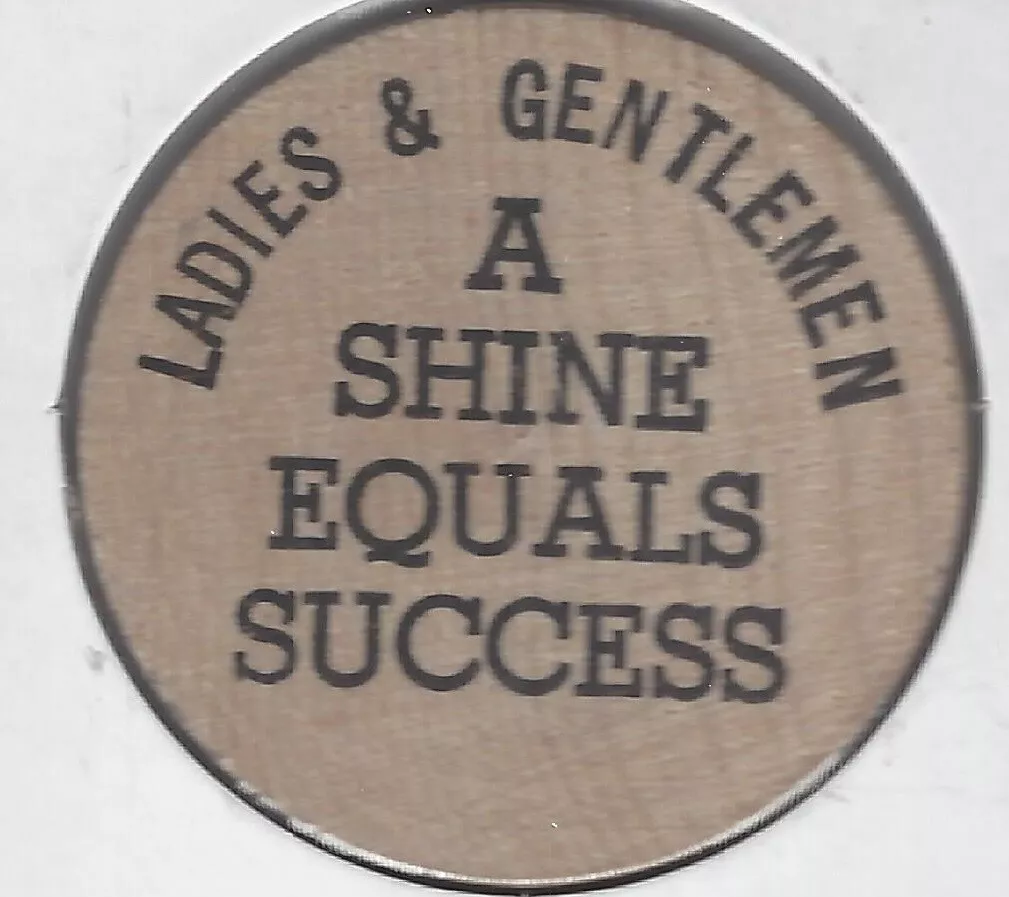 LADIES & GENTLEMEN
A
SHINE
EQUALS
SUCCESS